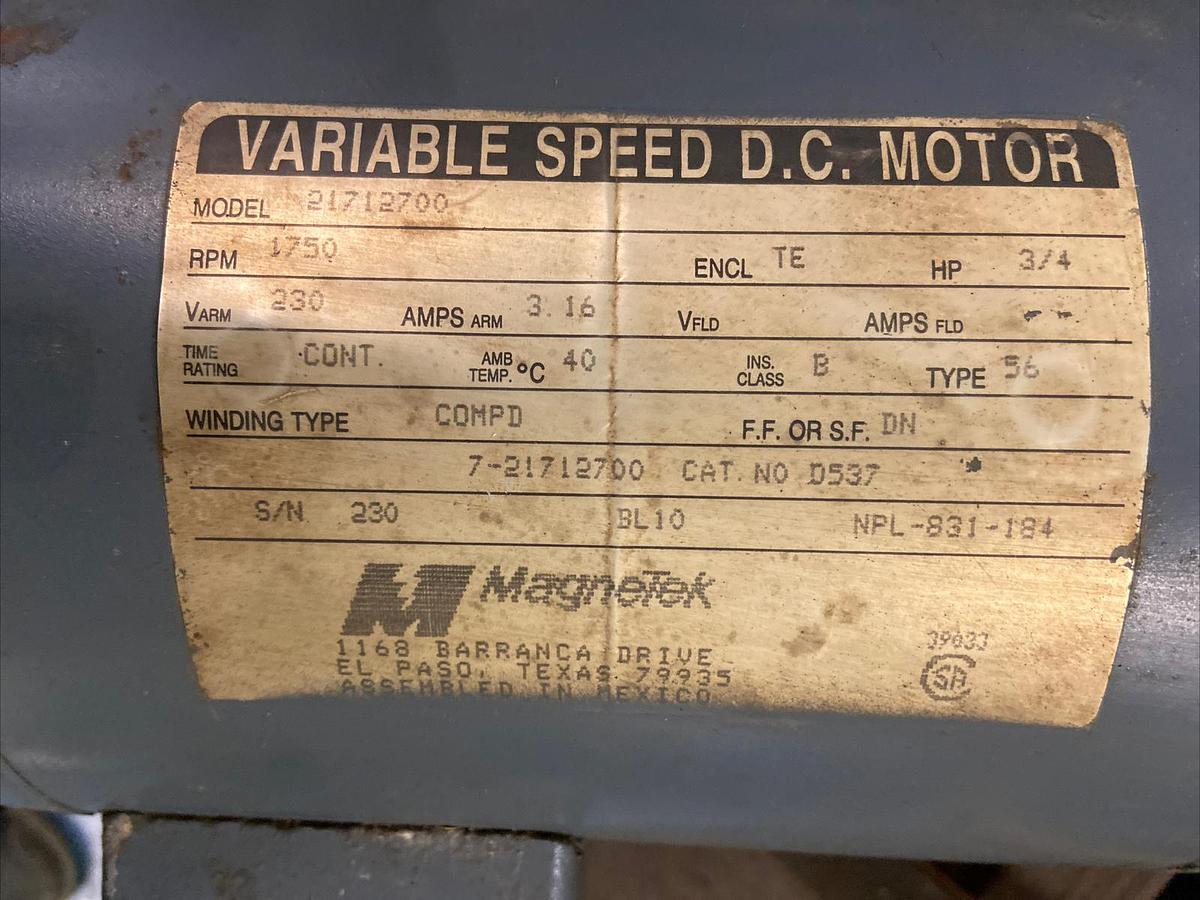 VARIABLE SPEED D.C. MOTOR
MODEL 21712700
RPM 1750 ENCL TE HP 3/4
VARM 230 AMPS ARM 3.16 VFLD AMPS FLD --
TIME RATING CONT. AMB TEMP. °C 40 INS. CLASS B TYPE 56
WINDING TYPE COMPD F.F. OR S.F. DN
7-21712700 CAT.NO D537
S/N 230 BL10 NPL-831-184
MagneTek
1168 BARRANCA DRIVE
EL PASO, TEXAS 79935
ASSEMBLED IN MEXICO
39033
SA